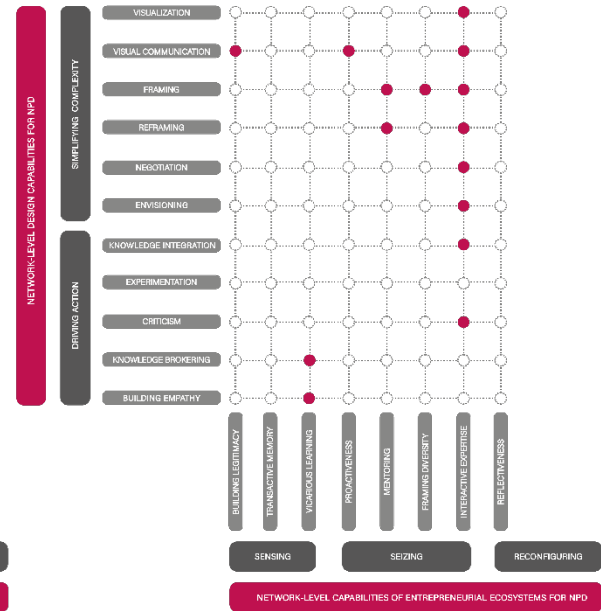 NETWORK-LEVEL DESIGN CAPABILITIES FOR NPD
SIMPLIFYING COMPLEXITY
VISUALIZATION
VISUAL COMMUNICATION
FRAMING
REFRAMING
NEGOTIATION
ENVISIONING
DRIVING ACTION
KNOWLEDGE INTEGRATION
EXPERIMENTATION
CRITICISM
KNOWLEDGE BROKERING
BUILDING EMPATHY
BUILDING LEGITIMACY
TRANSACTIVE MEMORY
VICARIOUS LEARNING
PROACTIVENESS
MENTORING
FRAMING DIVERSITY
INTERACTIVE EXPERTISE
REFLECTIVENESS
SENSING
SEIZING
RECONFIGURING
NETWORK-LEVEL CAPABILITIES OF ENTREPRENEURIAL ECOSYSTEMS FOR NPD